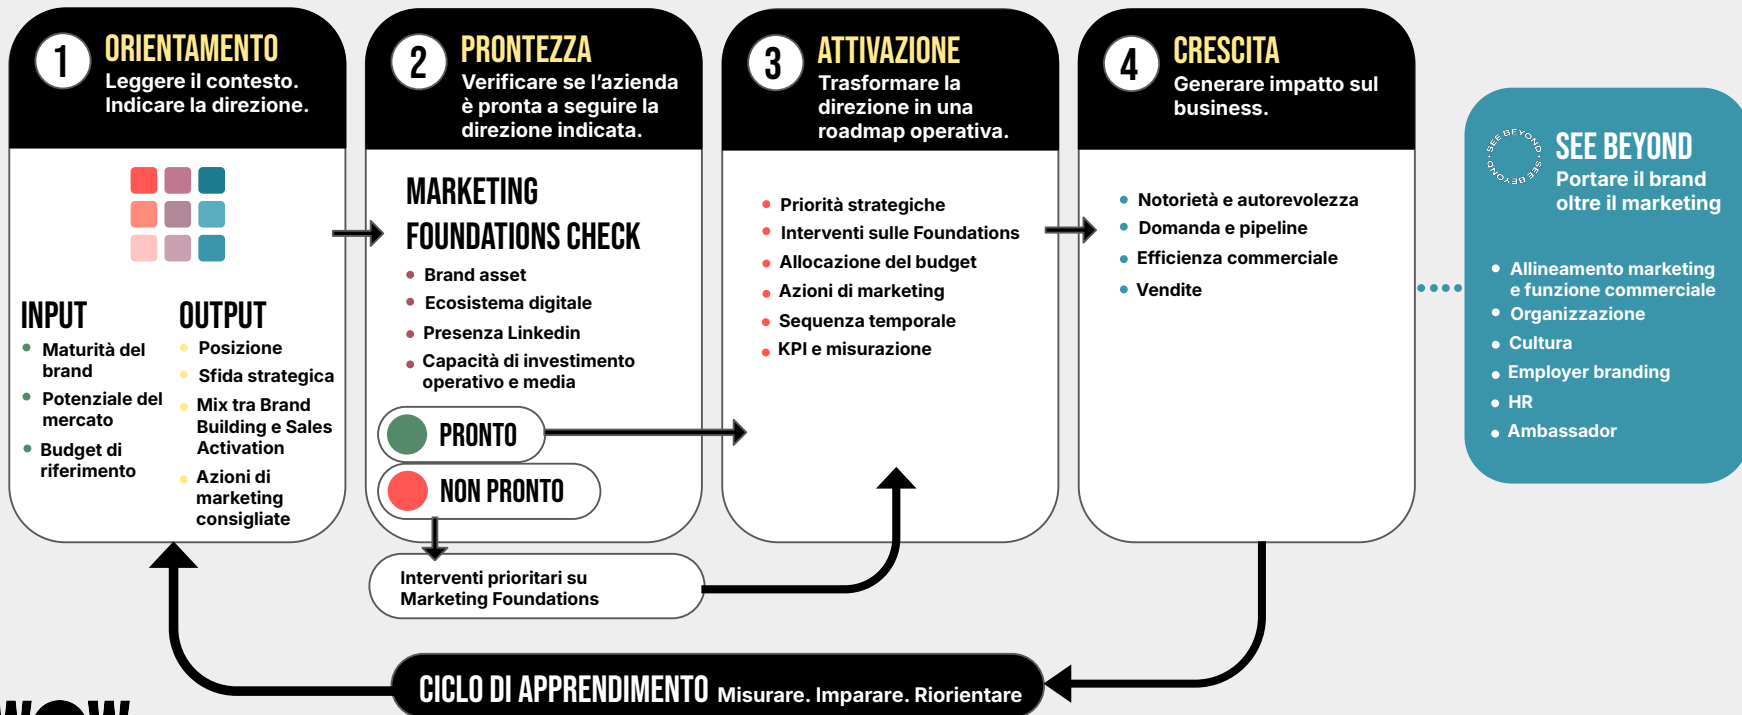 1
ORIENTAMENTO
Leggere il contesto.
Indicare la direzione.
INPUT
Maturità del
brand
Potenziale del
mercato
Budget di
riferimento
OUTPUT
Posizione
Sfida strategica
Mix tra Brand
Building e Sales
Activation
Azioni di
marketing
consigliate
2
PRONTEZZA
Verificare se l'azienda
è pronta a seguire la
direzione indicata.
MARKETING
FOUNDATIONS CHECK
Brand asset
Ecosistema digitale
Presenza Linkedin
Capacità di investimento
operativo e media
PRONTO
NON PRONTO
Interventi prioritari su
Marketing Foundations
3
ATTIVAZIONE
Trasformare la
direzione in una
roadmap operativa.
Priorità strategiche
Interventi sulle Foundations
Allocazione del budget
Azioni di marketing
Sequenza temporale
KPI e misurazione
4
CRESCITA
Generare impatto sul
business.
Notorietà e autorevolezza
Domanda e pipeline
Efficienza commerciale
Vendite
SEE BEYOND · SEE BEYOND ·
SEE BEYOND
Portare il brand
oltre il marketing
Allineamento marketing
e funzione commerciale
Organizzazione
Cultura
Employer branding
HR
Ambassador
CICLO DI APPRENDIMENTO Misurare. Imparare. Riorientare